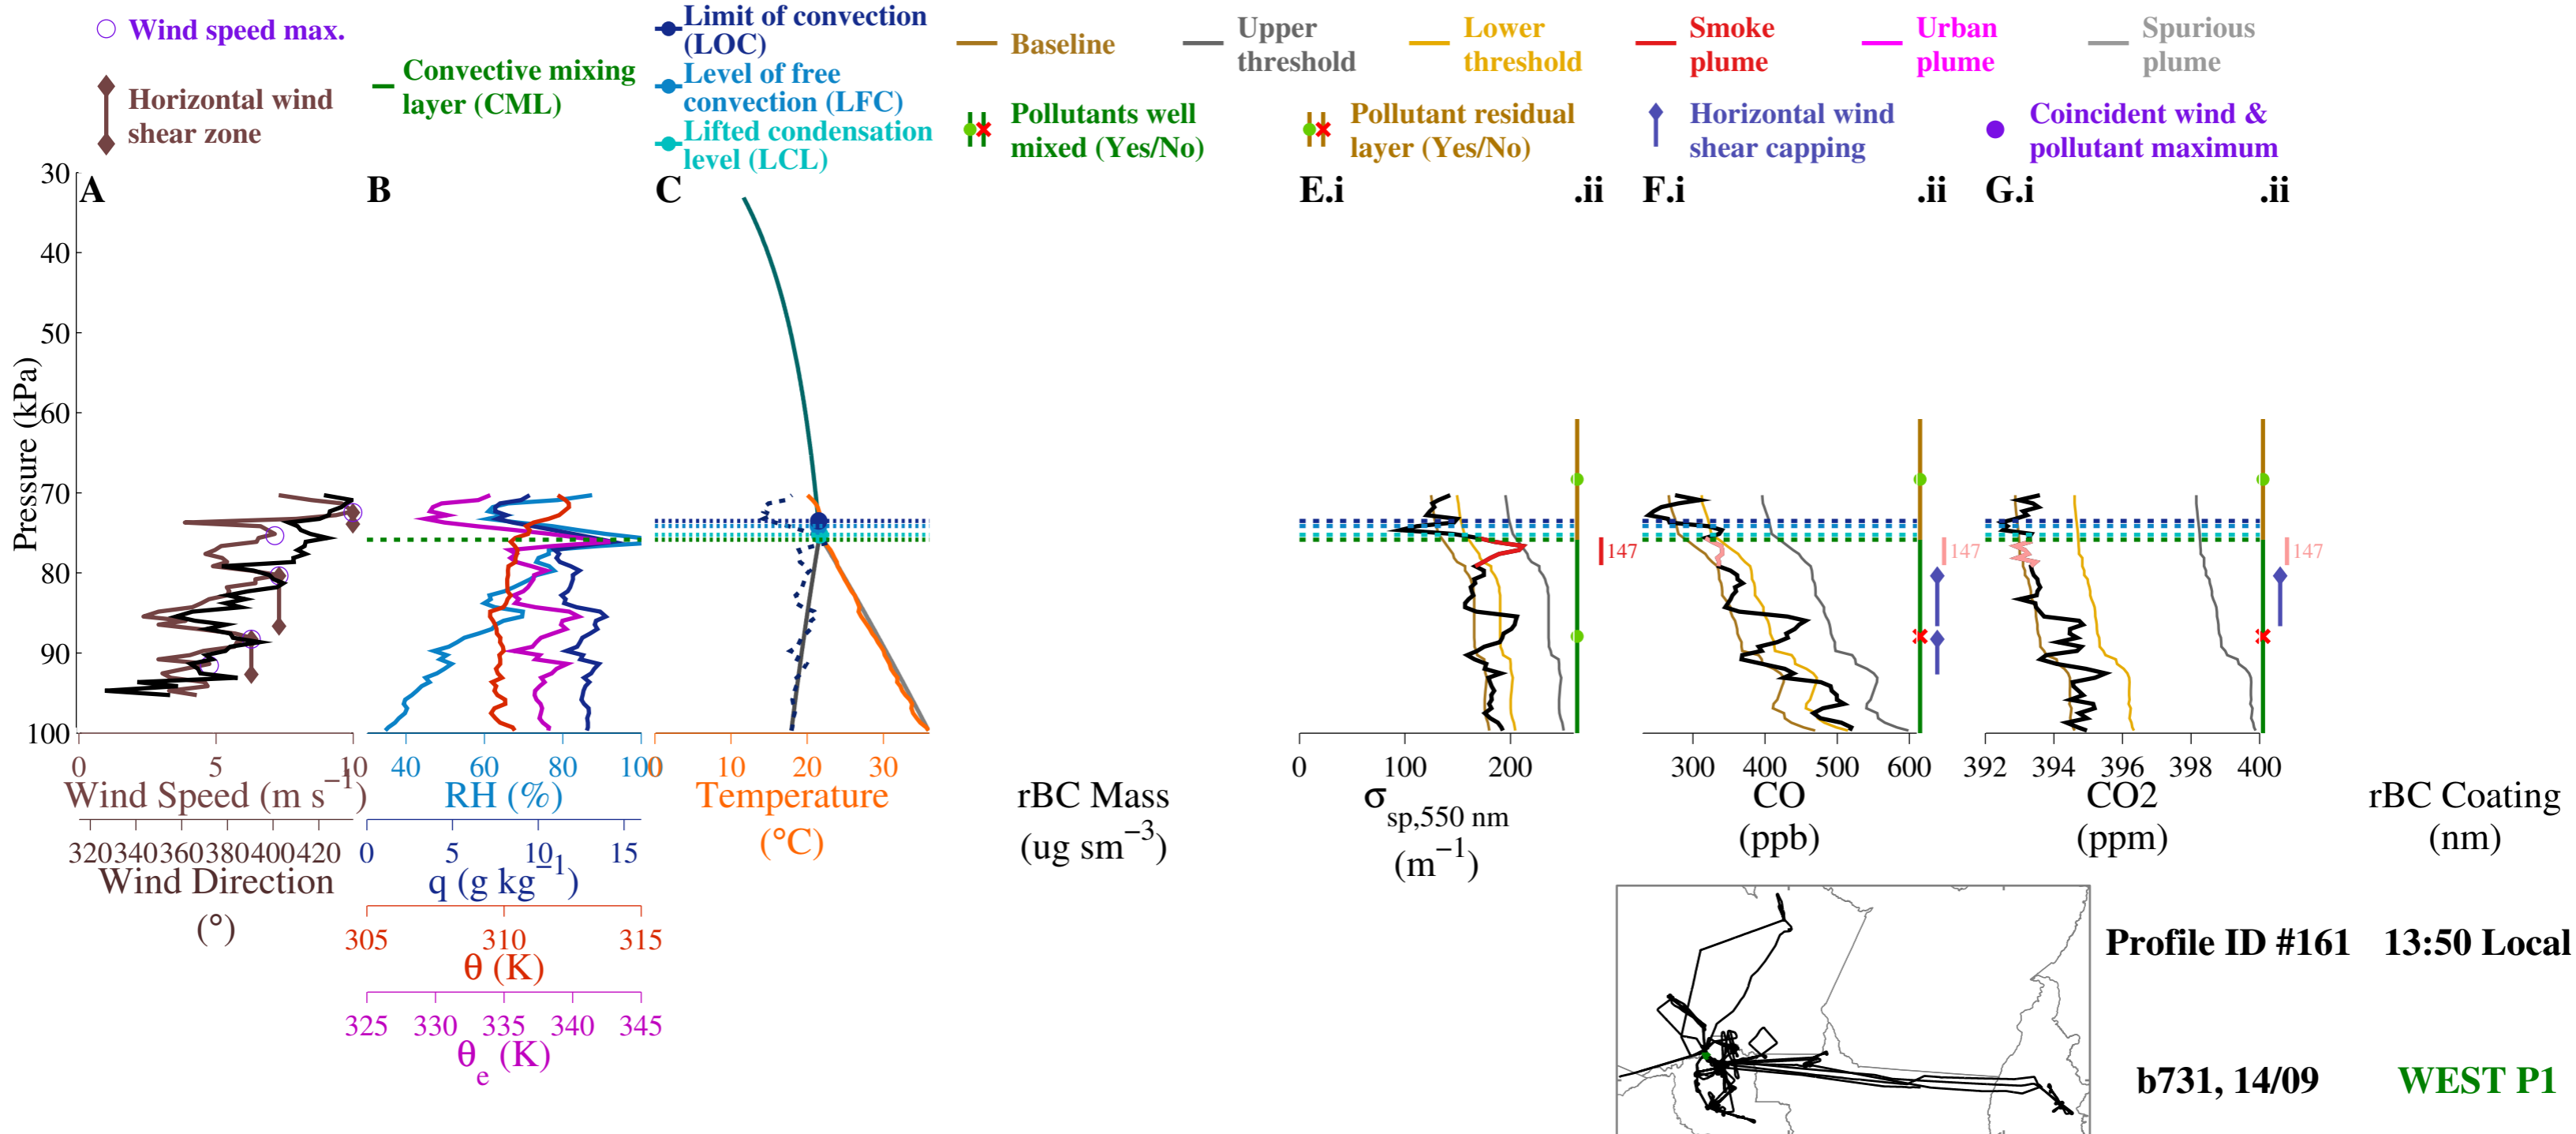 Wind speed max.
Horizontal wind
shear zone
Convective mixing
layer (CML)
Limit of convection
(LOC)
Level of free
convection (LFC)
Lifted condensation
level (LCL)
Baseline
Upper
threshold
Lower
threshold
Smoke
plume
Urban
plume
Spurious
plume
Pollutants well
mixed (Yes/No)
Pollutant residual
layer (Yes/No)
Horizontal wind
shear capping
Coincident wind &
pollutant maximum
A
B
C
E.i
.ii
F.i
.ii
G.i
.ii
Pressure (kPa)
30
40
50
60
70
80
90
100
147
147
147
0 5 10
Wind Speed (m s−1)
320 340 360 380 400 420
Wind Direction
(°)
40 60 80 100
RH (%)
0 5 10 15
q (g kg−1)
305 310 315
θ (K)
325 330 335 340 345
θe (K)
0 10 20 30
Temperature
(°C)
rBC Mass
(ug sm−3)
0 100 200
σsp,550 nm
(m−1)
300 400 500 600
CO
(ppb)
392 394 396 398 400
CO2
(ppm)
rBC Coating
(nm)
Profile ID #161 13:50 Local
b731, 14/09 WEST P1